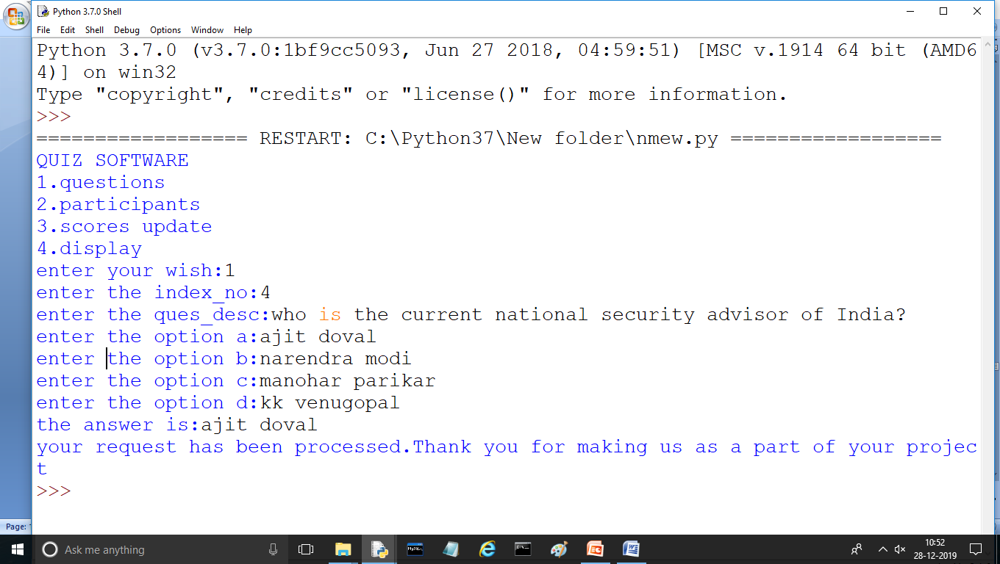 Python 3.7.0 Shell
File Edit Shell Debug Options Window Help
Python 3.7.0 (v3.7.0:1bf9cc5093, Jun 27 2018, 04:59:51) [MSC v.1914 64 bit (AMD6
4)] on win32
Type "copyright", "credits" or "license()" for more information.
>>>
================== RESTART: C:\Python37\New folder\nmew.py ==================
QUIZ SOFTWARE
1.questions
2.participants
3.scores update
4.display
enter your wish:1
enter the index_no:4
enter the ques_desc:who is the current national security advisor of India?
enter the option a:ajit doval
enter the option b:narendra modi
enter the option c:manohar parikar
enter the option d:kk venugopal
the answer is:ajit doval
your request has been processed.Thank you for making us as a part of your projec
t
>>>
Page:
Ask me anything
10:52
28-12-2019